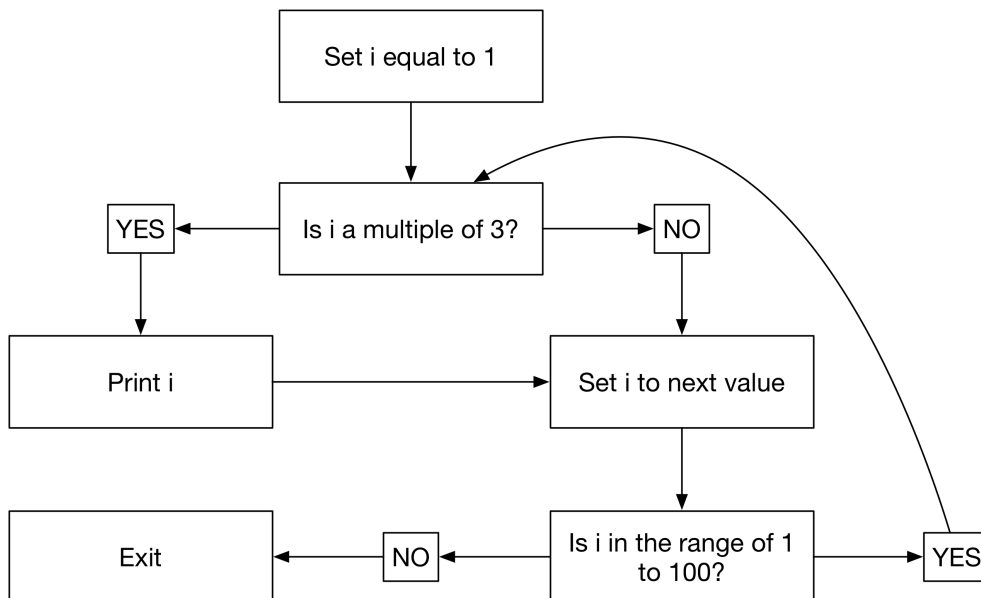 Set i equal to 1
Is i a multiple of 3?
YES
NO
Print i
Set i to next value
Is i in the range of 1
to 100?
YES
NO
Exit